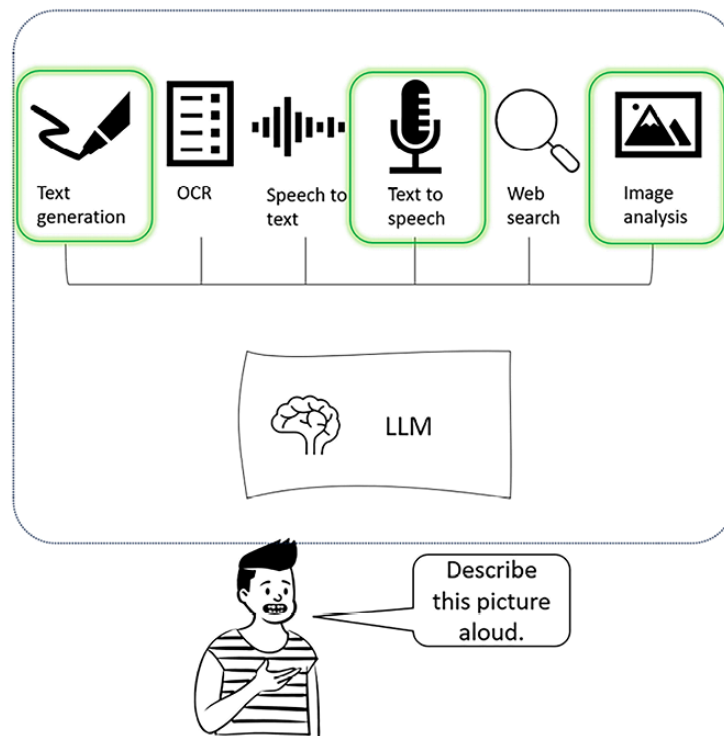 Text
generation
OCR
Speech to
text
Text to
speech
Web
search
Image
analysis
LLM
Describe
this picture
aloud.